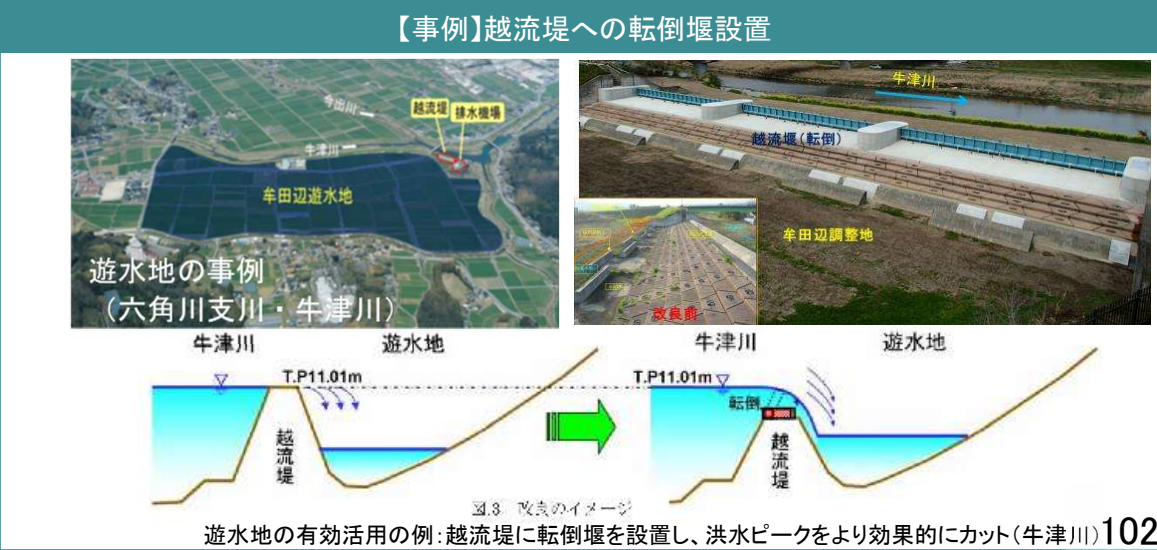 【事例】越流堤への転倒堰設置
今出川
越流堤
排水機場
牛津川
牟田辺遊水地
遊水地の事例
（六角川支川・牛津川）
牛津川
越流堰（転倒）
牟田辺調整地
改良前
牛津川
遊水地
T.P11.01m
越流堤
牛津川
遊水地
T.P11.01m
転倒
越流堤
図.3 改良のイメージ
遊水地の有効活用の例：越流堤に転倒堰を設置し、洪水ピークをより効果的にカット（牛津川）102